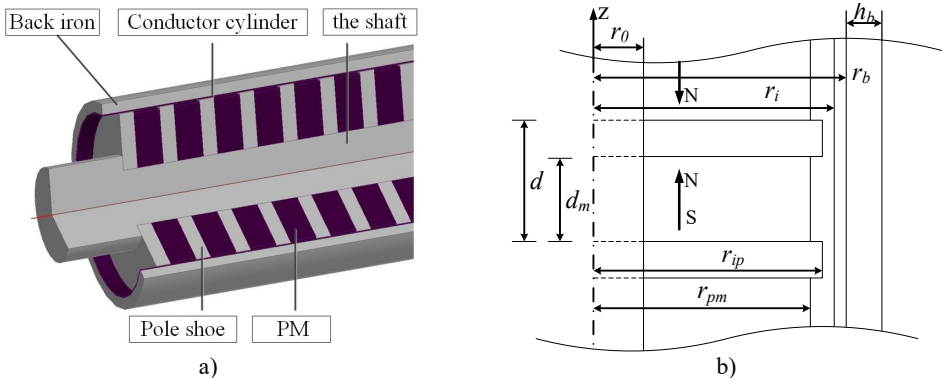 Back iron
Conductor cylinder
the shaft
Pole shoe
PM
a)
z
r0
hb
N
rb
ri
d
dm
N
S
rip
rpm
b)